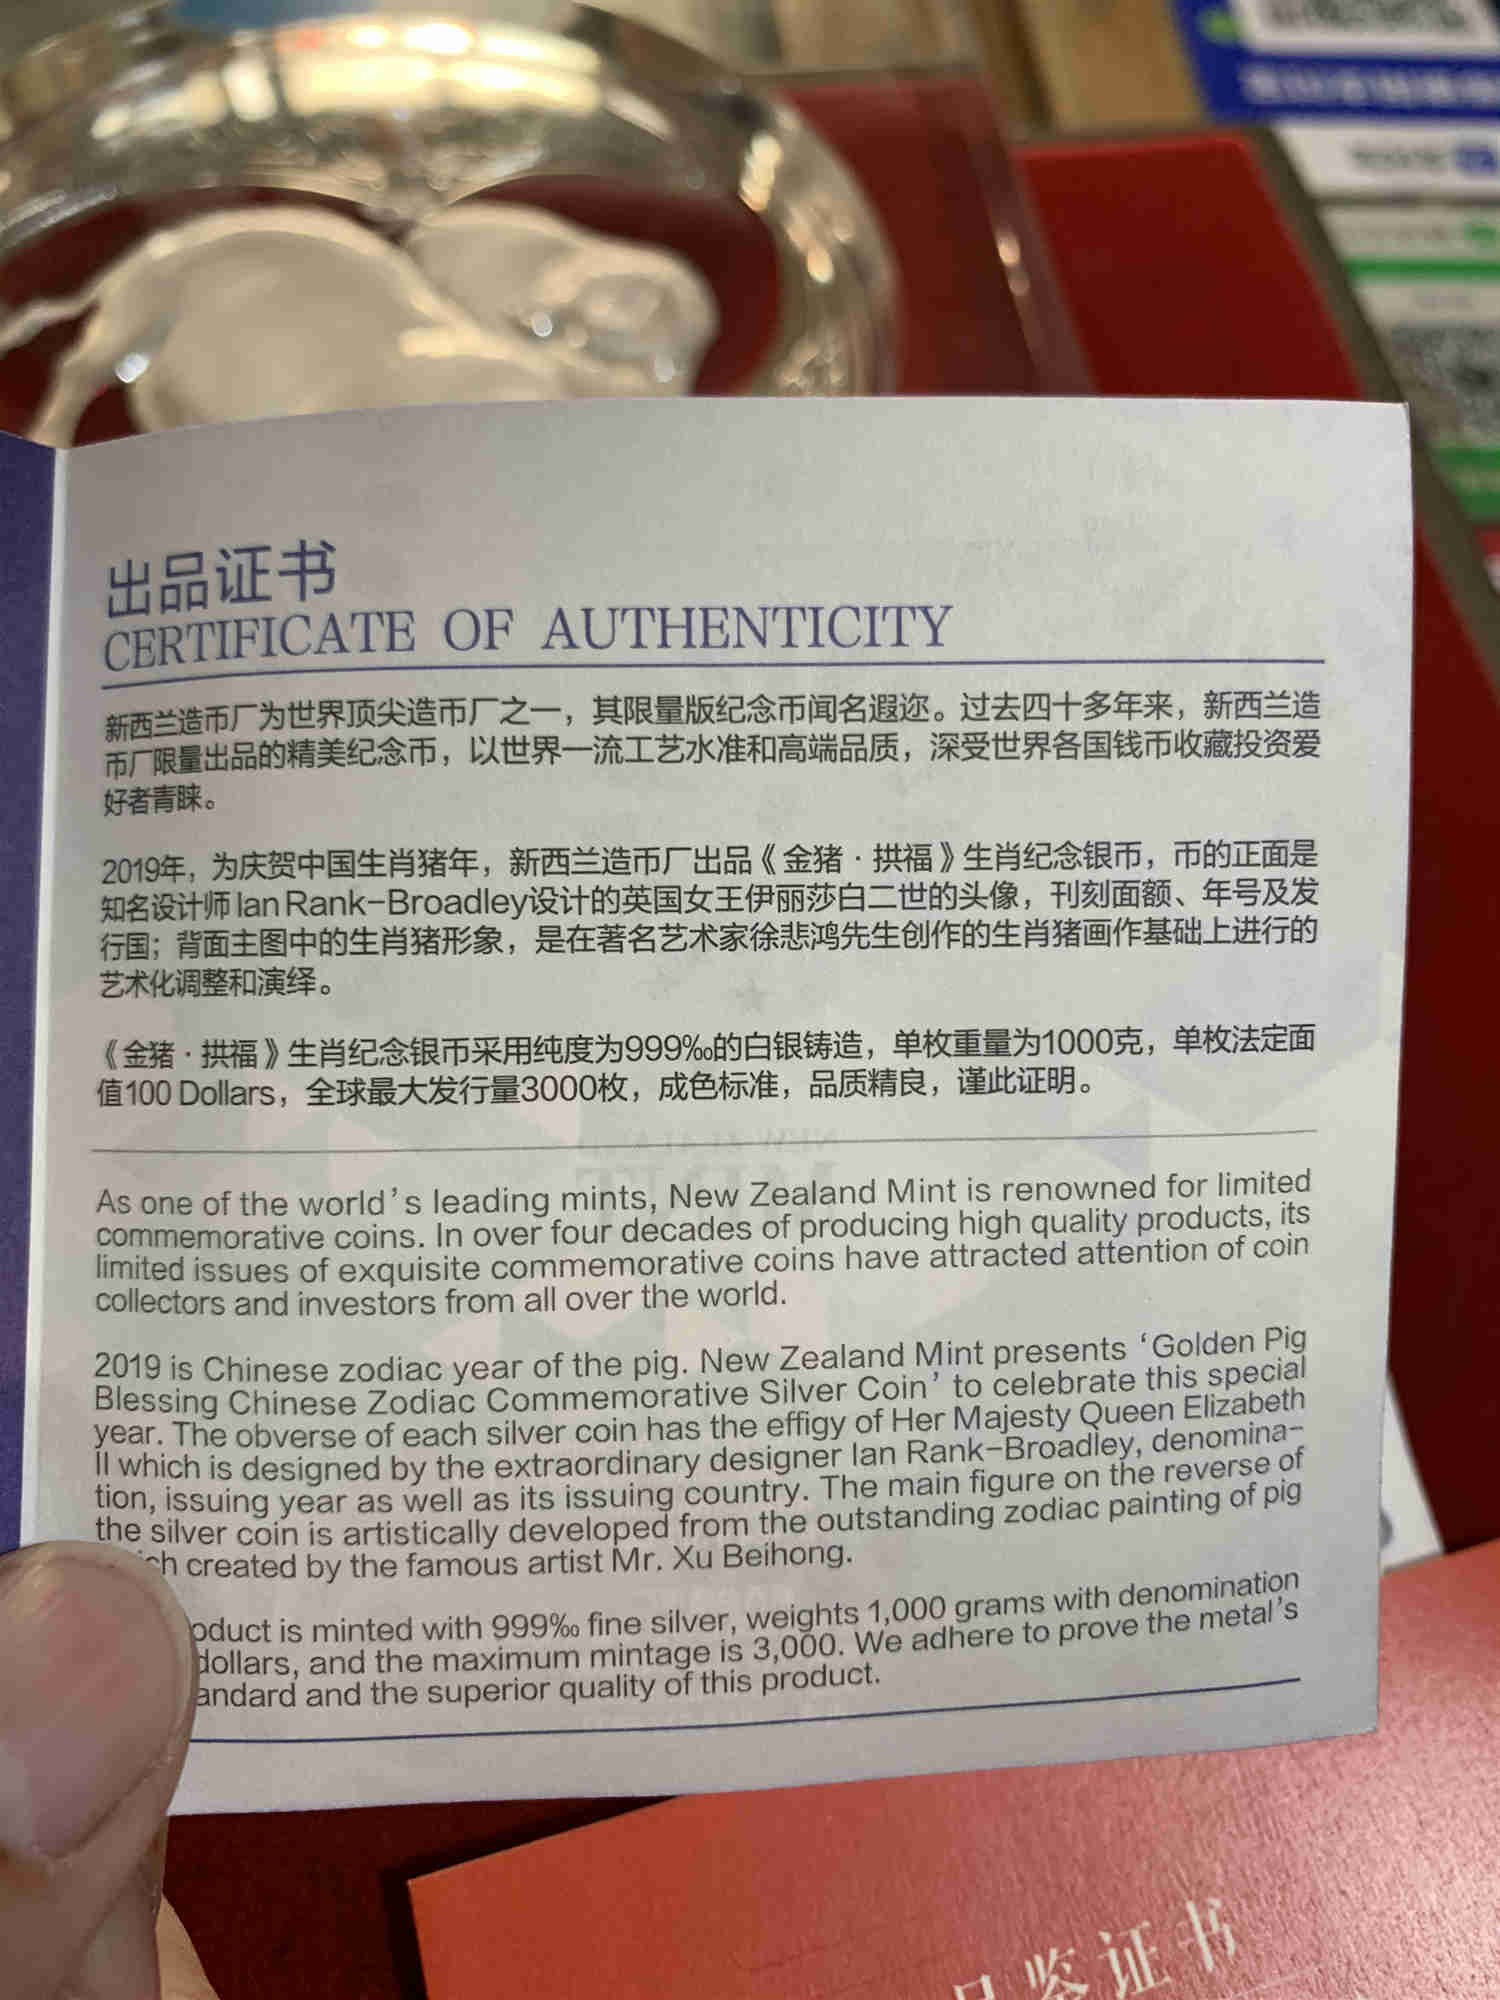 出品证书
CERTIFICATE OF AUTHENTICITY
新西兰造币厂为世界顶尖造币厂之一，其限量版纪念币闻名遐迩。过去四十多年来，新西兰造
币厂限量出品的精美纪念币，以世界一流工艺水准和高端品质，深受世界各国钱币收藏投资爱
好者青睐。
2019年，为庆贺中国生肖猪年，新西兰造币厂出品《金猪·拱福》生肖纪念银币，币的正面是
知名设计师Ian Rank-Broadley设计的英国女王伊丽莎白二世的头像，刊刻面额、年号及发
行国；背面主图中的生肖猪形象，是在著名艺术家徐悲鸿先生创作的生肖猪画作基础上进行的
艺术化调整和演绎。
《金猪·拱福》生肖纪念银币采用纯度为999‰的白银铸造，单枚重量为1000克，单枚法定面
值100 Dollars，全球最大发行量3000枚，成色标准，品质精良，谨此证明。
As one of the world's leading mints, New Zealand Mint is renowned for limited
commemorative coins. In over four decades of producing high quality products, its
limited issues of exquisite commemorative coins have attracted attention of coin
collectors and investors from all over the world.
2019 is Chinese zodiac year of the pig. New Zealand Mint presents 'Golden Pig
Blessing Chinese Zodiac Commemorative Silver Coin' to celebrate this special
year. The obverse of each silver coin has the effigy of Her Majesty Queen Elizabeth
II which is designed by the extraordinary designer Ian Rank-Broadley, denomina-
tion, issuing year as well as its issuing country. The main figure on the reverse of
the silver coin is artistically developed from the outstanding zodiac painting of pig
created by the famous artist Mr. Xu Beihong.
oduct is minted with 999‰ fine silver, weights 1,000 grams with denomination
dollars, and the maximum mintage is 3,000. We adhere to prove the metal's
andard and the superior quality of this product.
品鉴证书